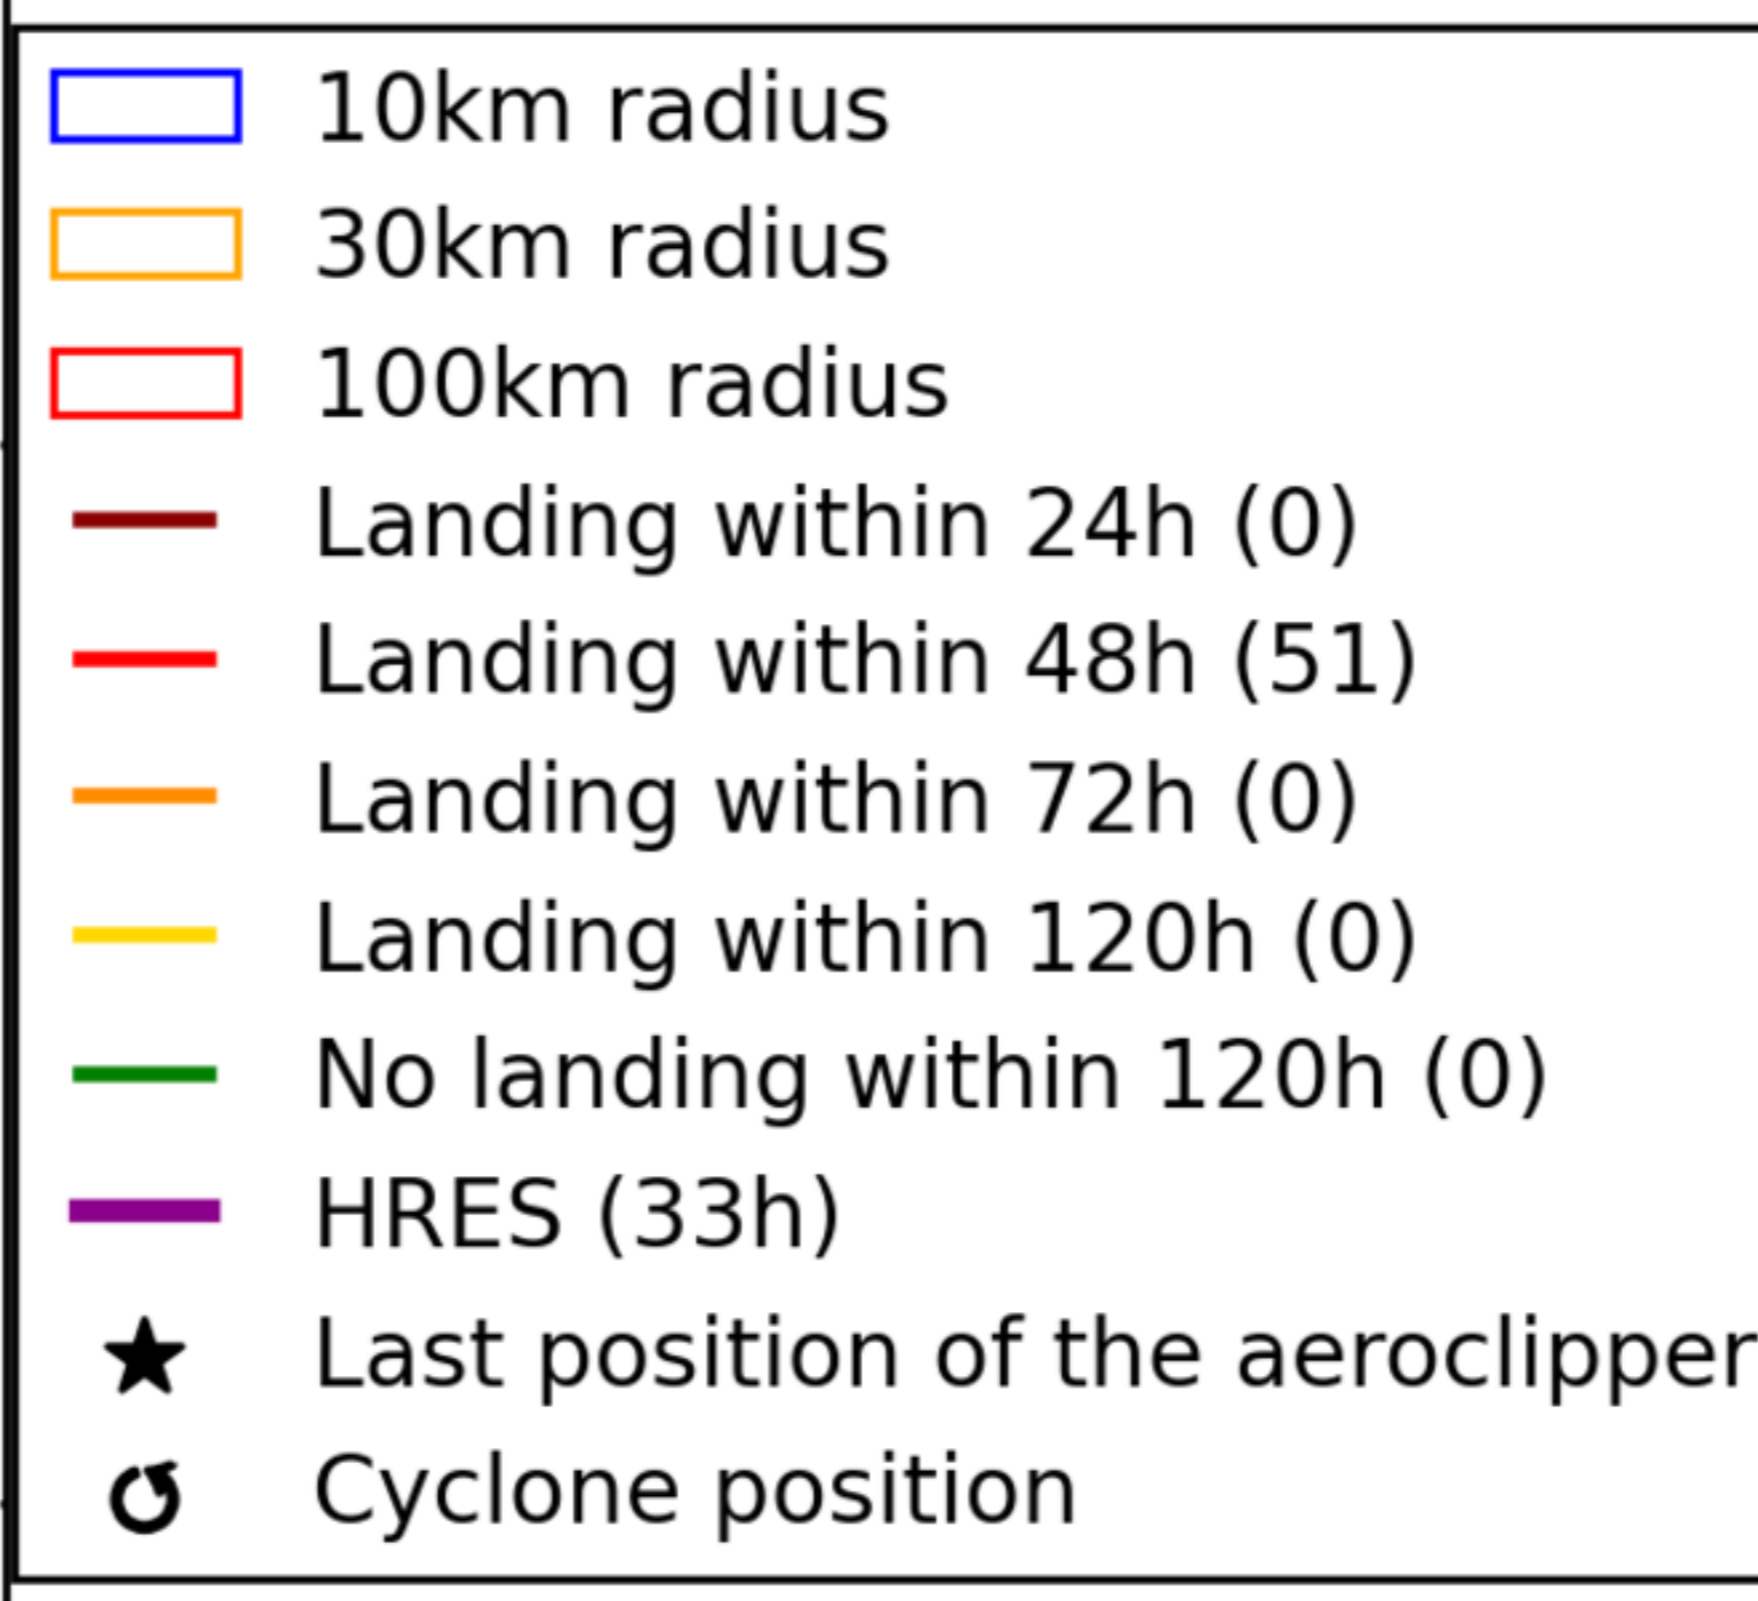 10km radius
30km radius
100km radius
Landing within 24h (0)
Landing within 48h (51)
Landing within 72h (0)
Landing within 120h (0)
No landing within 120h (0)
HRES (33h)
Last position of the aeroclipper
Cyclone position